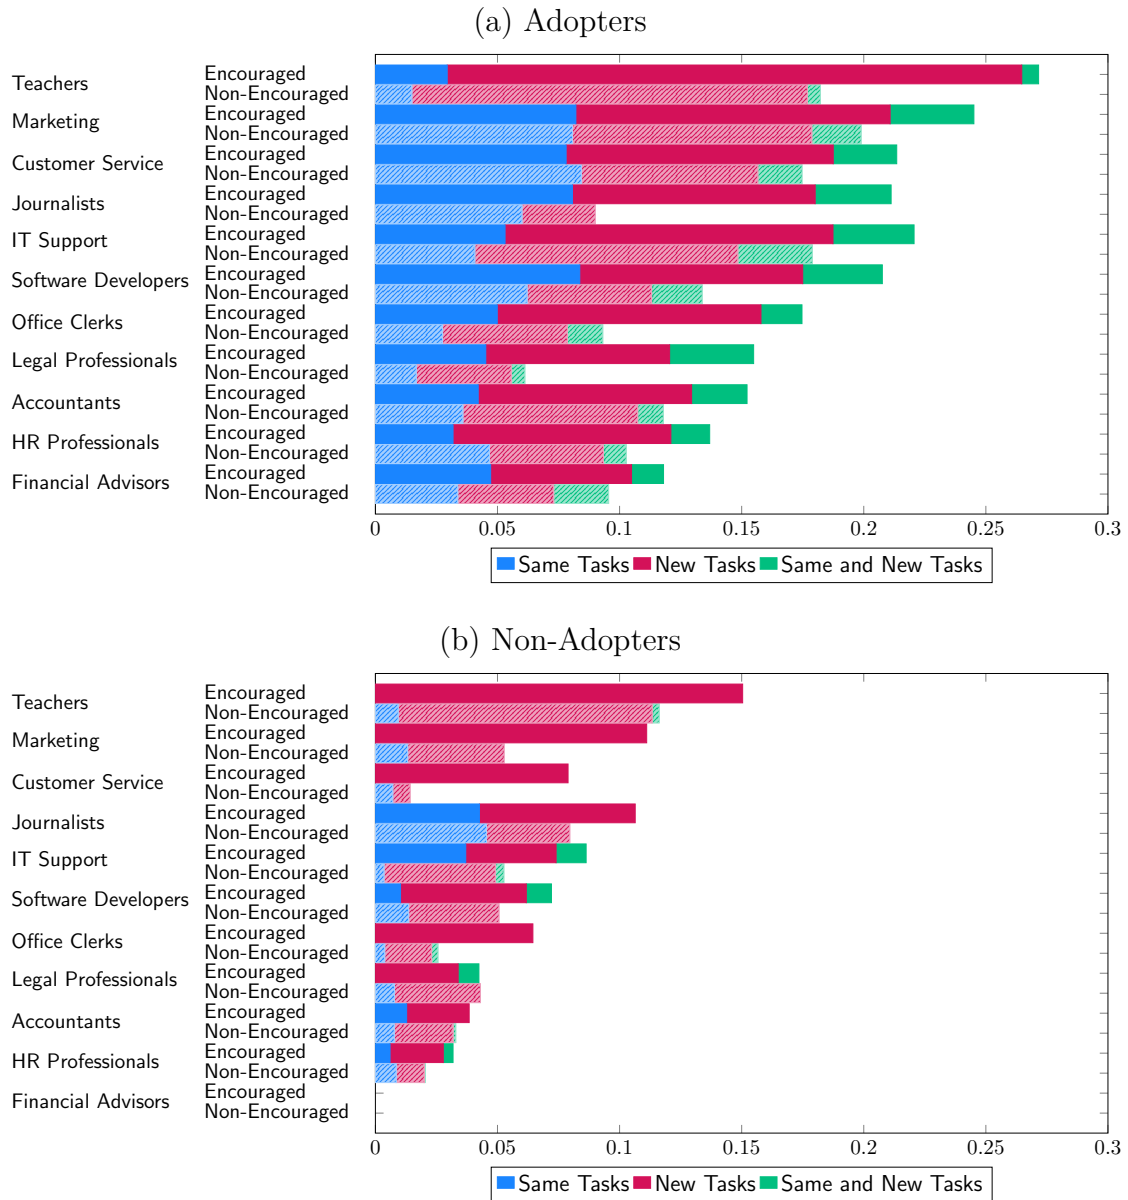 (a) Adopters
Teachers
Encouraged
Non-Encouraged
Marketing
Encouraged
Non-Encouraged
Customer Service
Encouraged
Non-Encouraged
Journalists
Encouraged
Non-Encouraged
IT Support
Encouraged
Non-Encouraged
Software Developers
Encouraged
Non-Encouraged
Office Clerks
Encouraged
Non-Encouraged
Legal Professionals
Encouraged
Non-Encouraged
Accountants
Encouraged
Non-Encouraged
HR Professionals
Encouraged
Non-Encouraged
Financial Advisors
Encouraged
Non-Encouraged
0 0.05 0.1 0.15 0.2 0.25 0.3
Same Tasks New Tasks Same and New Tasks
(b) Non-Adopters
Teachers
Encouraged
Non-Encouraged
Marketing
Encouraged
Non-Encouraged
Customer Service
Encouraged
Non-Encouraged
Journalists
Encouraged
Non-Encouraged
IT Support
Encouraged
Non-Encouraged
Software Developers
Encouraged
Non-Encouraged
Office Clerks
Encouraged
Non-Encouraged
Legal Professionals
Encouraged
Non-Encouraged
Accountants
Encouraged
Non-Encouraged
HR Professionals
Encouraged
Non-Encouraged
Financial Advisors
Encouraged
Non-Encouraged
0 0.05 0.1 0.15 0.2 0.25 0.3
Same Tasks New Tasks Same and New Tasks